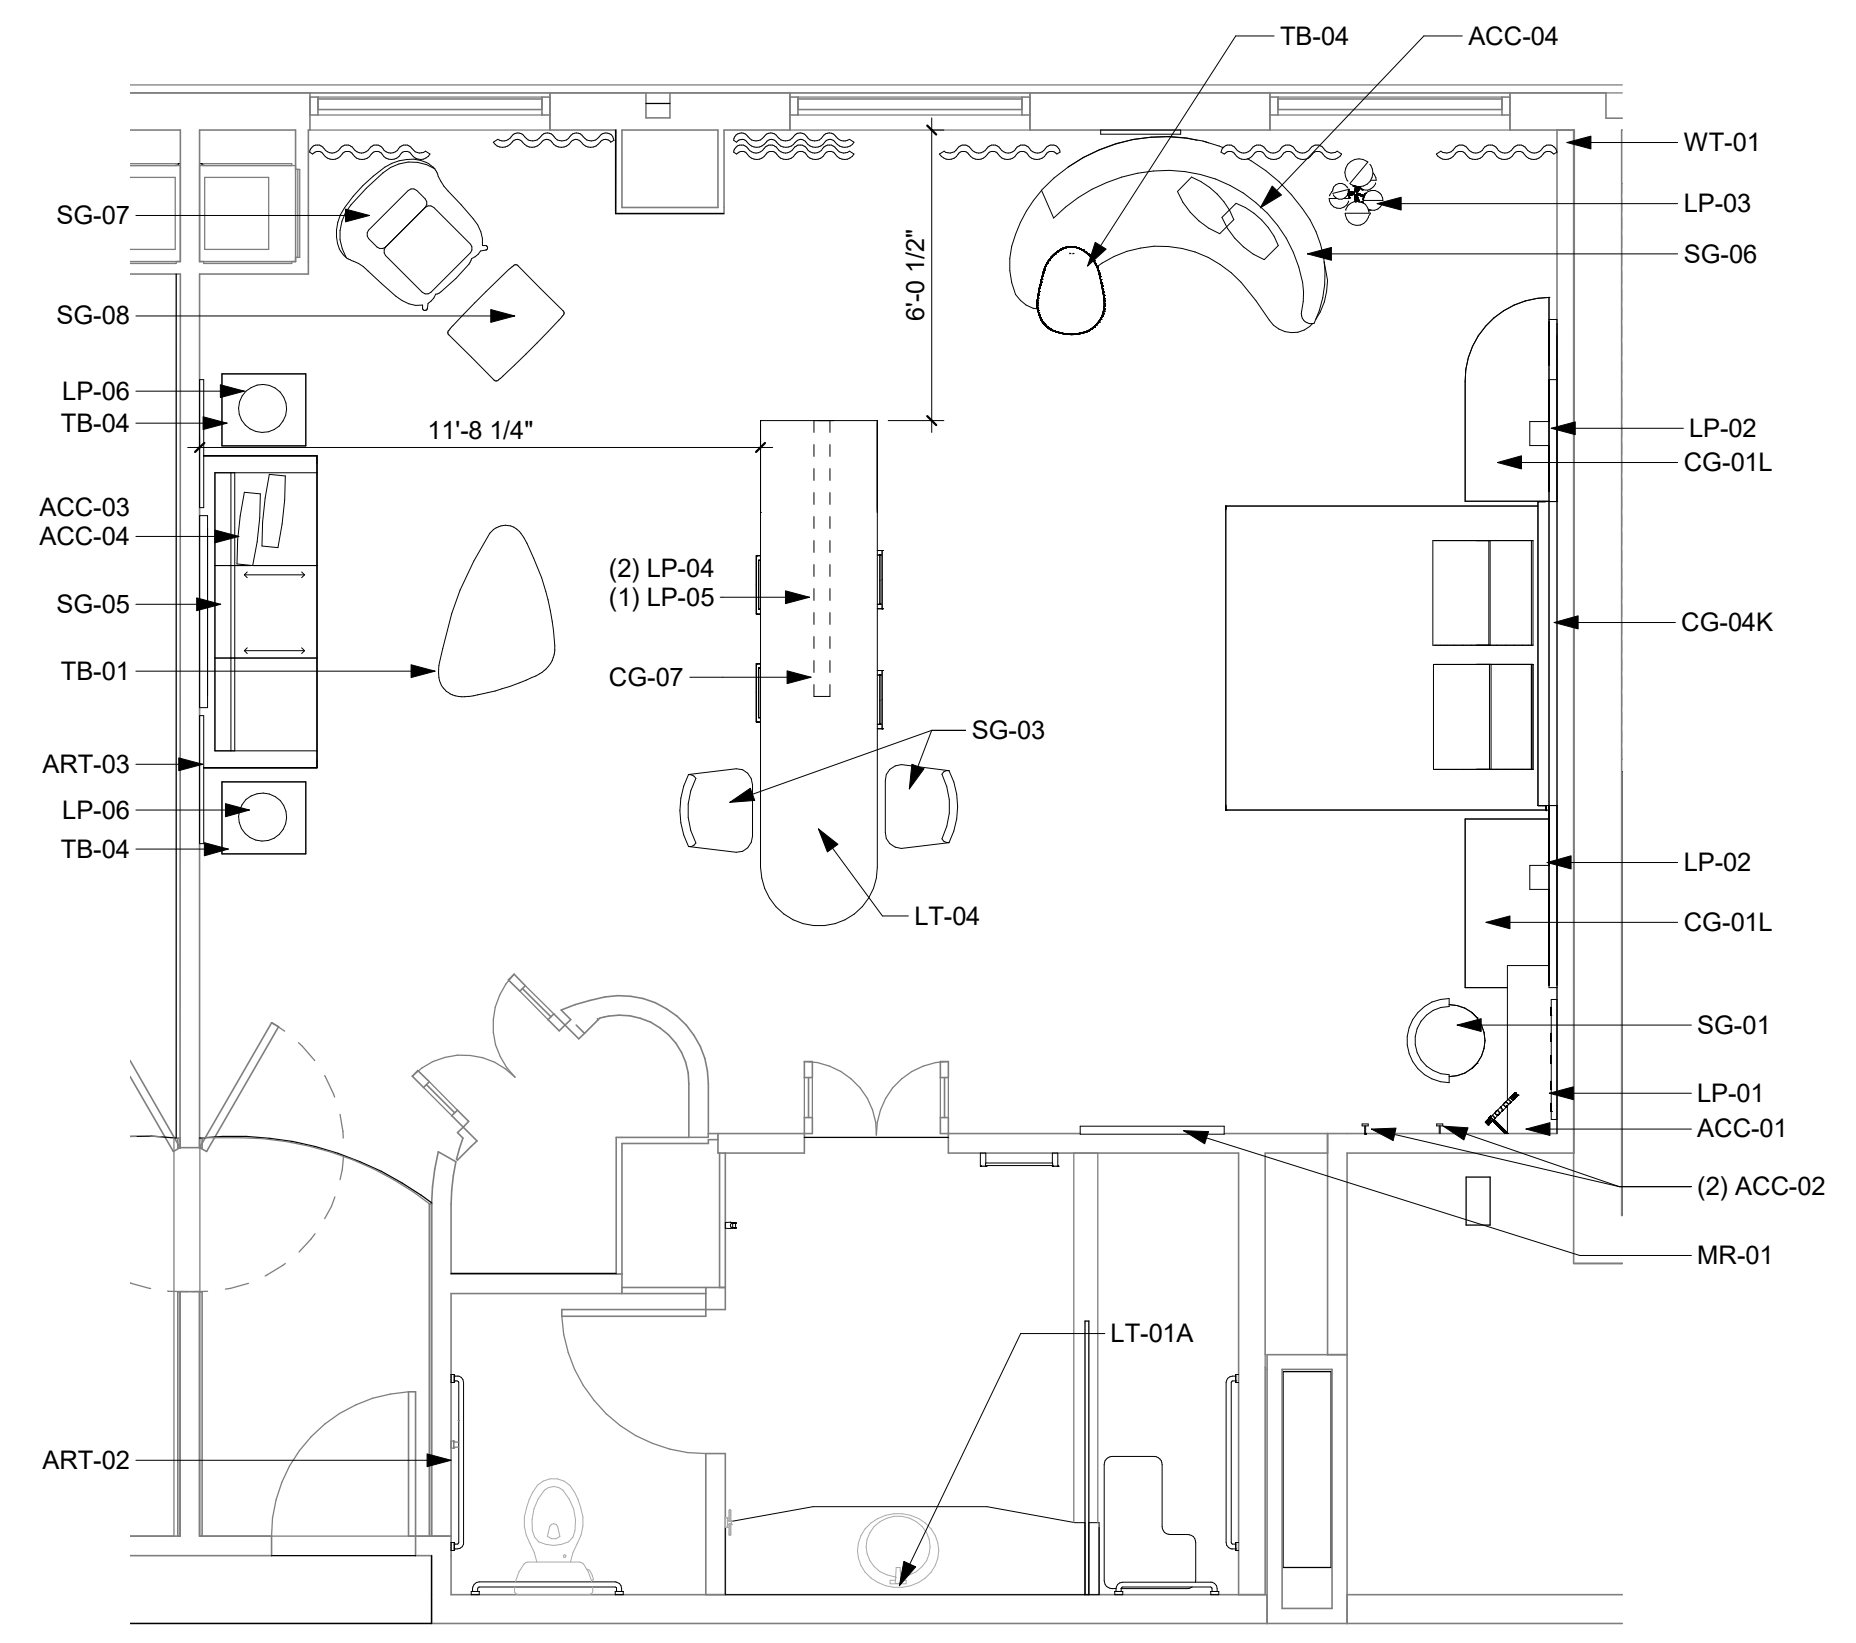 TB-04
ACC-04
WT-01
LP-03
SG-06
SG-07
SG-08
6'-0 1/2"
LP-06
TB-04
11'-8 1/4"
LP-02
CG-01L
ACC-03
ACC-04
(2) LP-04
(1) LP-05
SG-05
CG-04K
TB-01
CG-07
SG-03
ART-03
LP-06
TB-04
LP-02
LT-04
CG-01L
SG-01
LP-01
ACC-01
(2) ACC-02
MR-01
LT-01A
ART-02